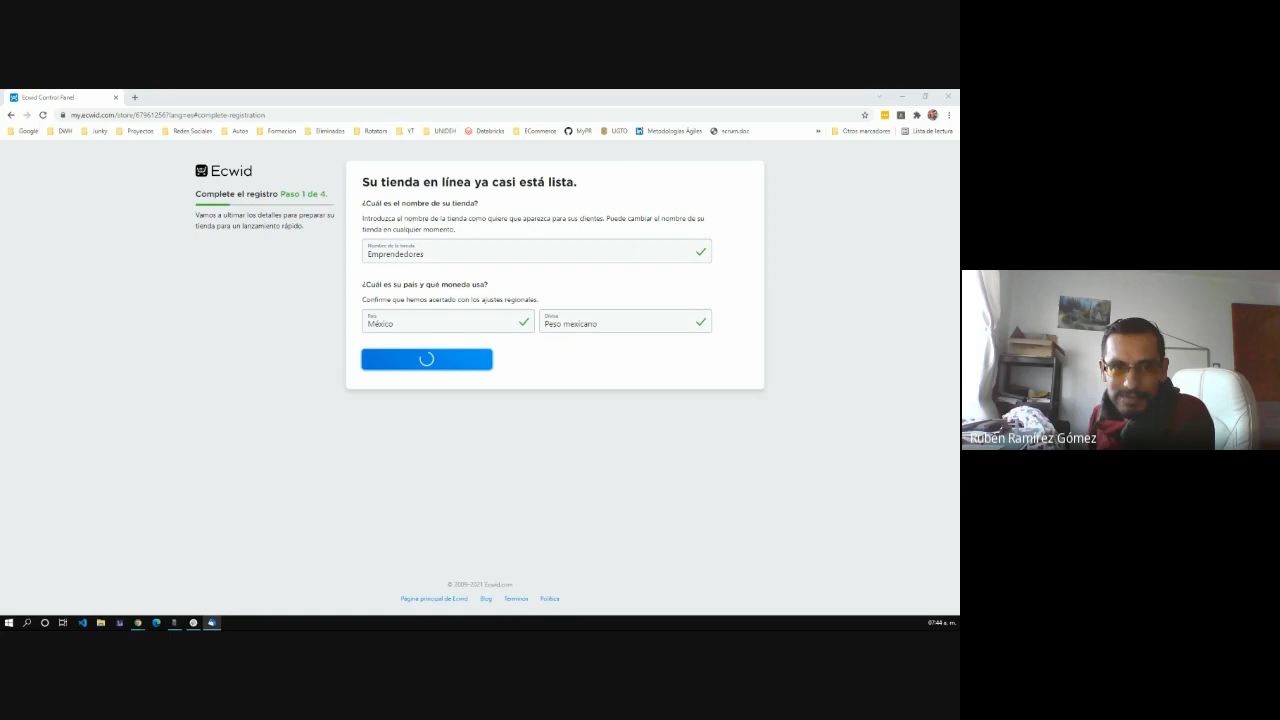 Ecwid Control Panel
my.ecwid.com/store/67961256?lang=es#complete-registration
Google DWH Junky Proyectos Redes Sociales Autos Formacion Eliminados Rotators VT UNIDEH Databricks ECommerce MyPR UGTO Metodologías Ágiles scrum.doc » Otros marcadores Lista de lectura
Ecwid
Complete el registro Paso 1 de 4.
Vamos a ultimar los detalles para preparar su
tienda para un lanzamiento rápido.
Su tienda en línea ya casi está lista.
¿Cuál es el nombre de su tienda?
Introduzca el nombre de la tienda como quiere que aparezca para sus clientes. Puede cambiar el nombre de su
tienda en cualquier momento.
Nombre de la tienda
Emprendedores
¿Cuál es su país y qué moneda usa?
Confirme que hemos acertado con los ajustes regionales.
País
México
Divisa
Peso mexicano
© 2009–2021 Ecwid.com
Página principal de Ecwid Blog Términos Política
07:44 a. m.
Rubén Ramírez Gómez